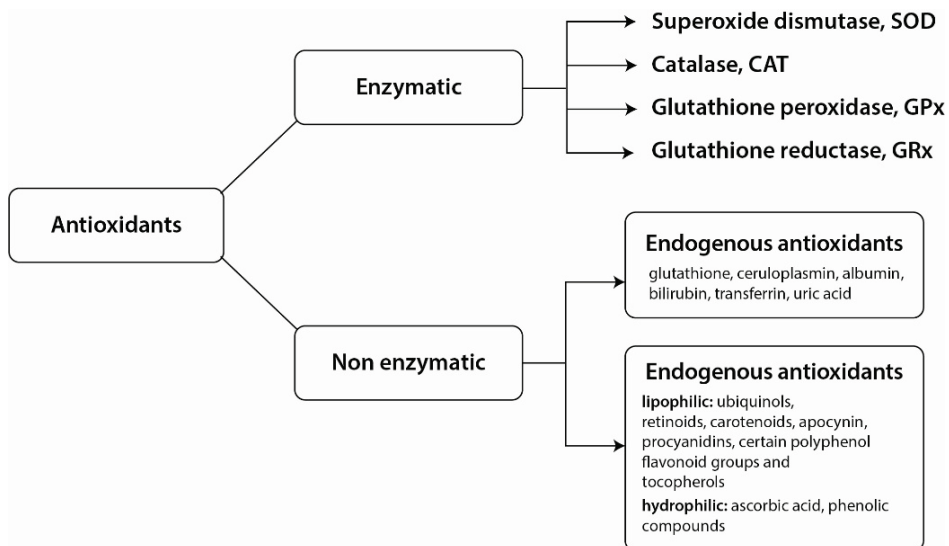 Superoxide dismutase, SOD
Enzymatic
Catalase, CAT
Glutathione peroxidase, GPx
Glutathione reductase, GRx
Antioxidants
Endogenous antioxidants
glutathione, ceruloplasmin, albumin,
bilirubin, transferrin, uric acid
Non enzymatic
Endogenous antioxidants
lipophilic: ubiquinols,
retinoids, carotenoids, apocynin,
procyanidins, certain polyphenol
flavonoid groups and
tocopherols
hydrophilic: ascorbic acid, phenolic
compounds